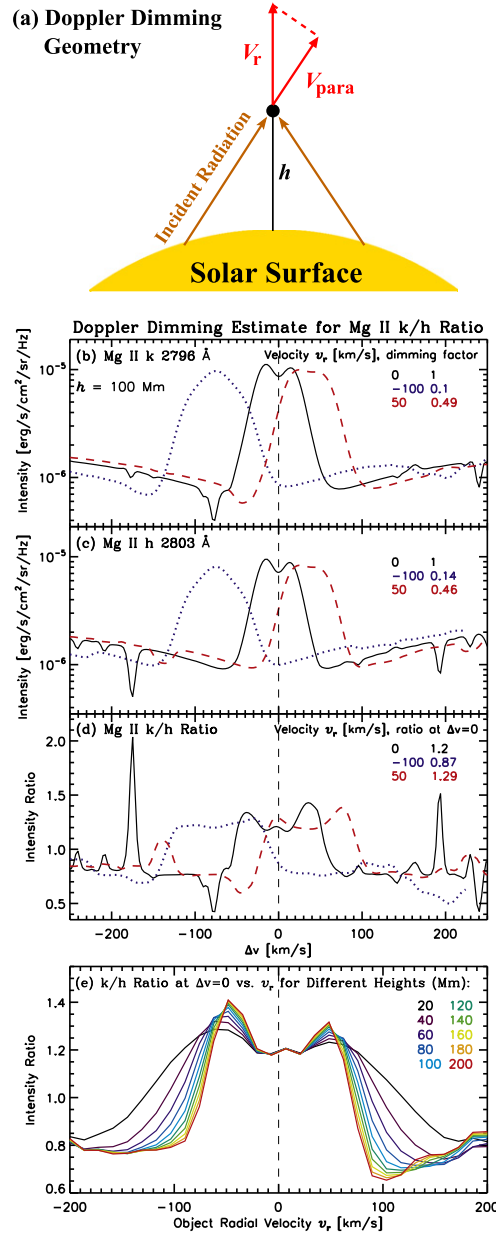 (a) Doppler Dimming
Geometry
Vr
Vpara
Incident Radiation
h
Solar Surface
Doppler Dimming Estimate for Mg II k/h Ratio
(b) Mg II k 2796 Å
Velocity vr [km/s], dimming factor
h = 100 Mm
0 1
-100 0.1
50 0.49
10⁻⁵
10⁻⁶
Intensity [erg/s/cm²/sr/Hz]
(c) Mg II h 2803 Å
0 1
-100 0.14
50 0.46
10⁻⁵
10⁻⁶
Intensity [erg/s/cm²/sr/Hz]
(d) Mg II k/h Ratio
Velocity vr [km/s], ratio at Δv=0
0 1.2
-100 0.87
50 1.29
2.0
1.5
1.0
0.5
Intensity Ratio
-200 -100 0 100 200
Δv [km/s]
(e) k/h Ratio at Δv=0 vs. vr for Different Heights (Mm):
20 120
40 140
60 160
80 180
100 200
1.4
1.2
1.0
0.8
0.6
Intensity Ratio
-200 -100 0 100 200
Object Radial Velocity vr [km/s]